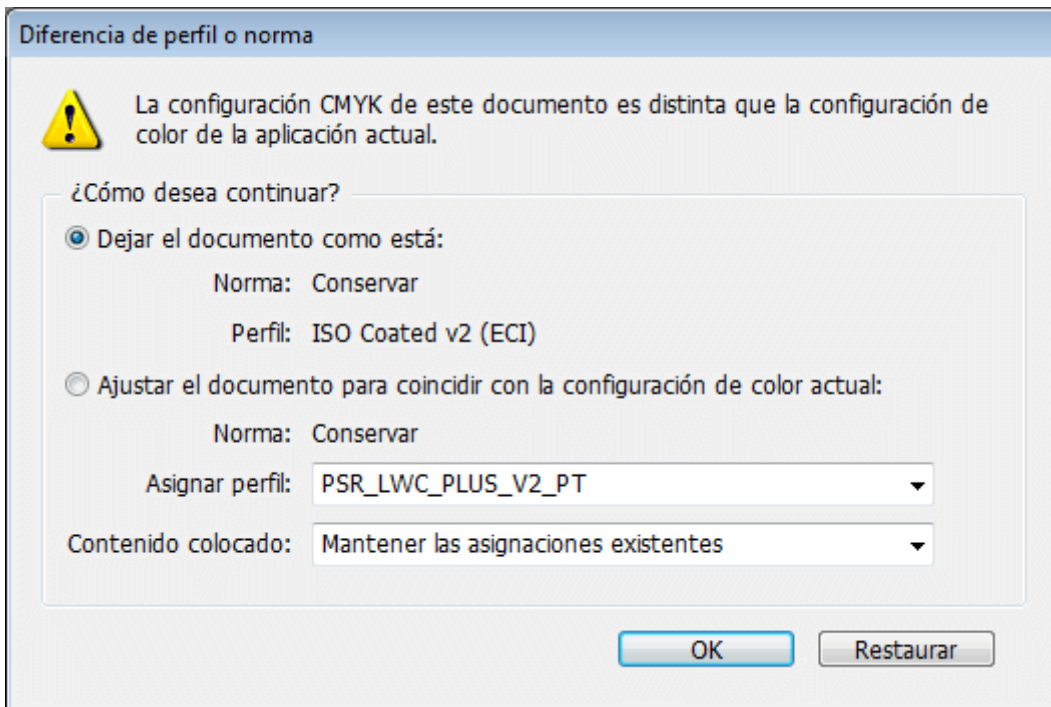 Diferencia de perfil o norma
La configuración CMYK de este documento es distinta que la configuración de
color de la aplicación actual.
¿Cómo desea continuar?
Dejar el documento como está:
Norma: Conservar
Perfil: ISO Coated v2 (ECI)
Ajustar el documento para coincidir con la configuración de color actual:
Norma: Conservar
Asignar perfil: PSR_LWC_PLUS_V2_PT
Contenido colocado: Mantener las asignaciones existentes
OK Restaurar